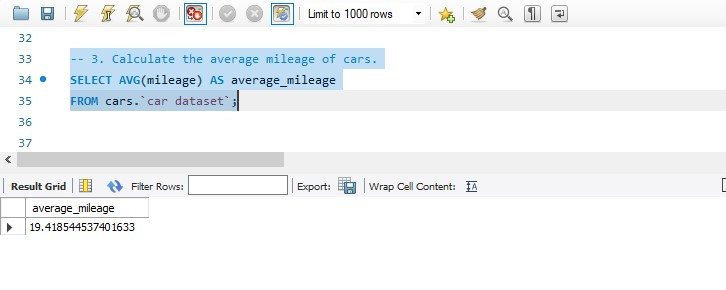 Limit to 1000 rows
32
33 -- 3. Calculate the average mileage of cars.
34 SELECT AVG(mileage) AS average_mileage
35 FROM cars.`car dataset`;
36
37
Result Grid Filter Rows: Export: Wrap Cell Content: IA
average_mileage
19.418544537401633